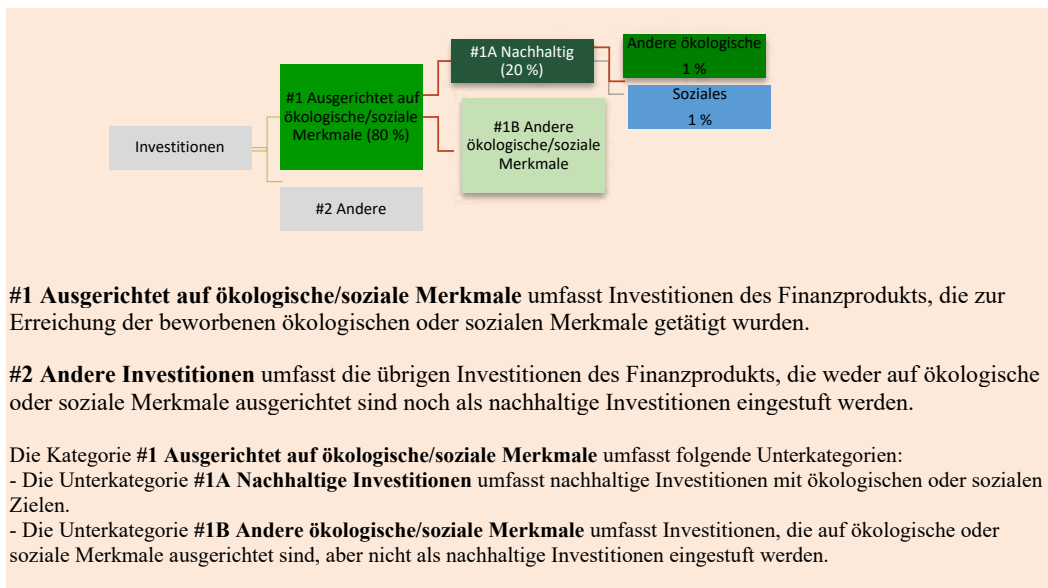 Investitionen
#1 Ausgerichtet auf
ökologische/soziale
Merkmale (80 %)
#2 Andere
#1A Nachhaltig
(20 %)
#1B Andere
ökologische/soziale
Merkmale
Andere ökologische
1 %
Soziales
1 %
#1 Ausgerichtet auf ökologische/soziale Merkmale umfasst Investitionen des Finanzprodukts, die zur
Erreichung der beworbenen ökologischen oder sozialen Merkmale getätigt wurden.
#2 Andere Investitionen umfasst die übrigen Investitionen des Finanzprodukts, die weder auf ökologische
oder soziale Merkmale ausgerichtet sind noch als nachhaltige Investitionen eingestuft werden.
Die Kategorie #1 Ausgerichtet auf ökologische/soziale Merkmale umfasst folgende Unterkategorien:
- Die Unterkategorie #1A Nachhaltige Investitionen umfasst nachhaltige Investitionen mit ökologischen oder sozialen
Zielen.
- Die Unterkategorie #1B Andere ökologische/soziale Merkmale umfasst Investitionen, die auf ökologische oder
soziale Merkmale ausgerichtet sind, aber nicht als nachhaltige Investitionen eingestuft werden.